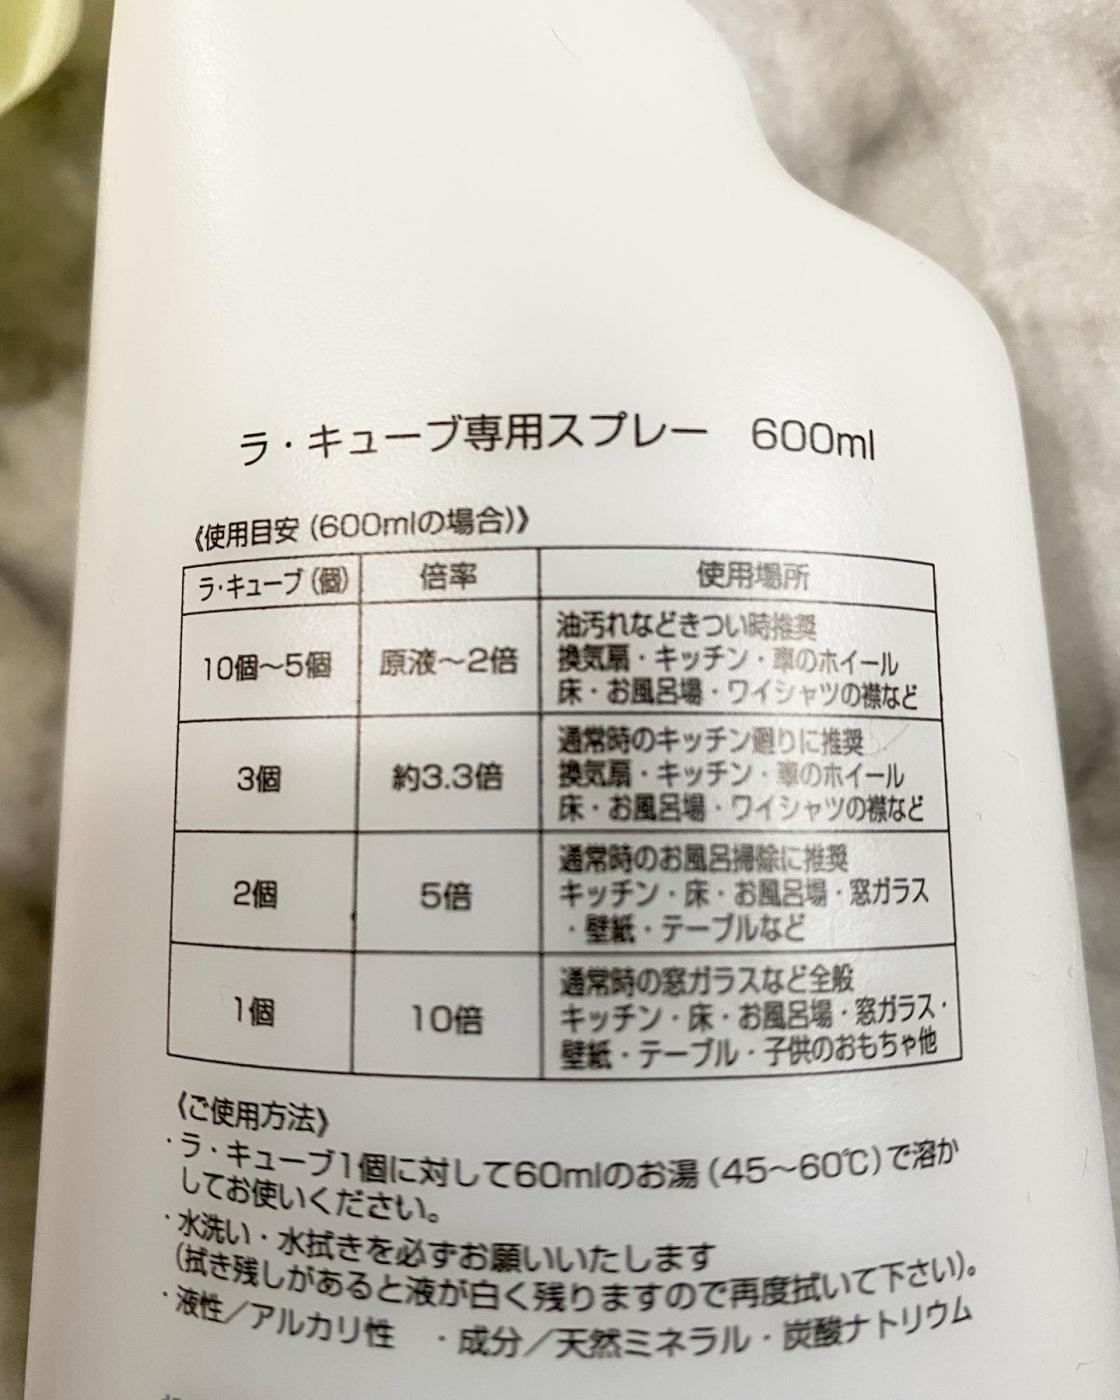 ラ・キューブ専用スプレー　600ml
《使用目安(600mlの場合)》
ラ・キューブ(個)　倍率　使用場所
10個～5個　原液～2倍　油汚れなどきつい時推奨
換気扇・キッチン・車のホイール
床・お風呂場・ワイシャツの襟など
3個　約3.3倍　通常時のキッチン廻りに推奨
換気扇・キッチン・車のホイール
床・お風呂場・ワイシャツの襟など
2個　5倍　通常時のお風呂掃除に推奨
キッチン・床・お風呂場・窓ガラス
・壁紙・テーブルなど
1個　10倍　通常時の窓ガラスなど全般
キッチン・床・お風呂場・窓ガラス・
壁紙・テーブル・子供のおもちゃ他
《ご使用方法》
・ラ・キューブ1個に対して60mlのお湯(45～60℃)で溶か
してお使いください。
・水洗い・水拭きを必ずお願いいたします
(拭き残しがあると液が白く残りますので再度拭いて下さい)。
・液性／アルカリ性　・成分／天然ミネラル・炭酸ナトリウム